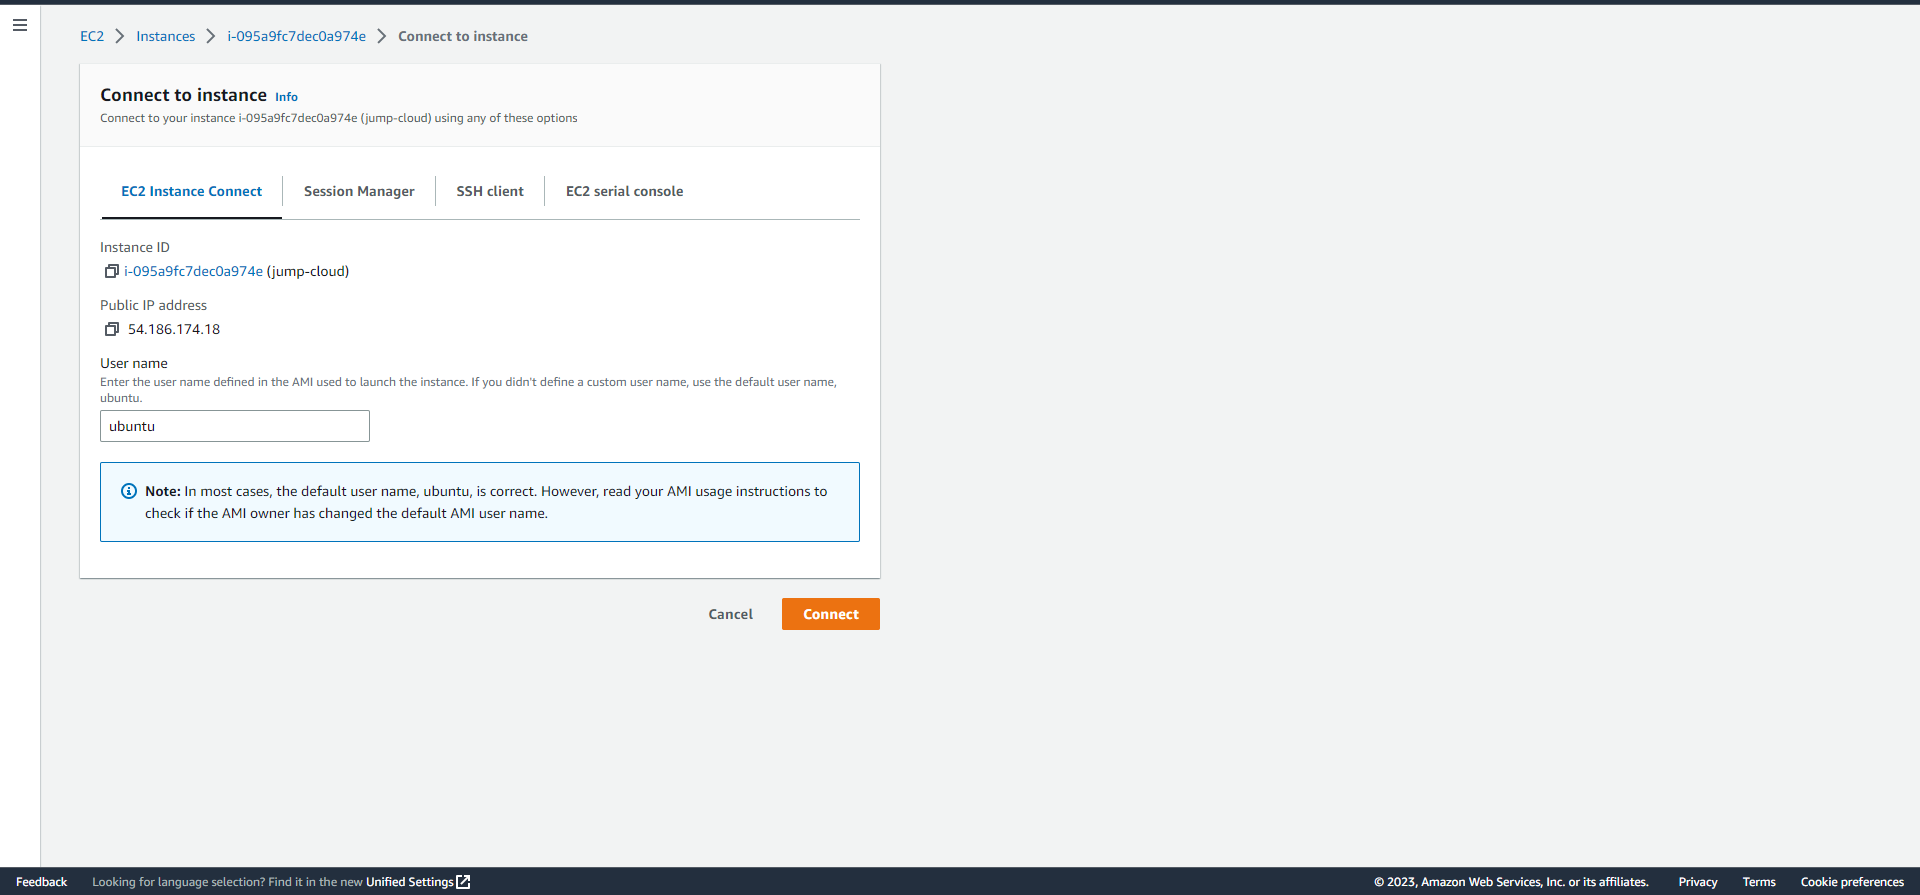 EC2 > Instances > i-095a9fc7dec0a974e > Connect to instance
Connect to instance Info
Connect to your instance i-095a9fc7dec0a974e (jump-cloud) using any of these options
EC2 Instance Connect Session Manager SSH client EC2 serial console
Instance ID
i-095a9fc7dec0a974e (jump-cloud)
Public IP address
54.186.174.18
User name
Enter the user name defined in the AMI used to launch the instance. If you didn't define a custom user name, use the default user name,
ubuntu.
ubuntu
Note: In most cases, the default user name, ubuntu, is correct. However, read your AMI usage instructions to
check if the AMI owner has changed the default AMI user name.
Cancel Connect
Feedback Looking for language selection? Find it in the new Unified Settings © 2023, Amazon Web Services, Inc. or its affiliates. Privacy Terms Cookie preferences